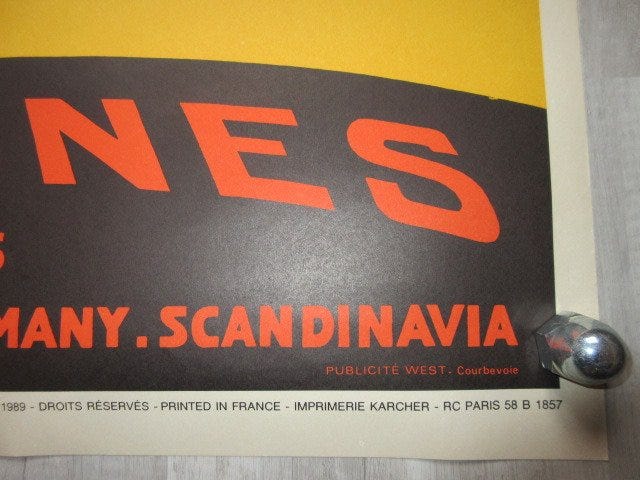 NES
S
MANY. SCANDINAVIA
PUBLICITÉ WEST - Courbevoie
1989 - DROITS RÉSERVÉS - PRINTED IN FRANCE - IMPRIMERIE KARCHER - RC PARIS 58 B 1857